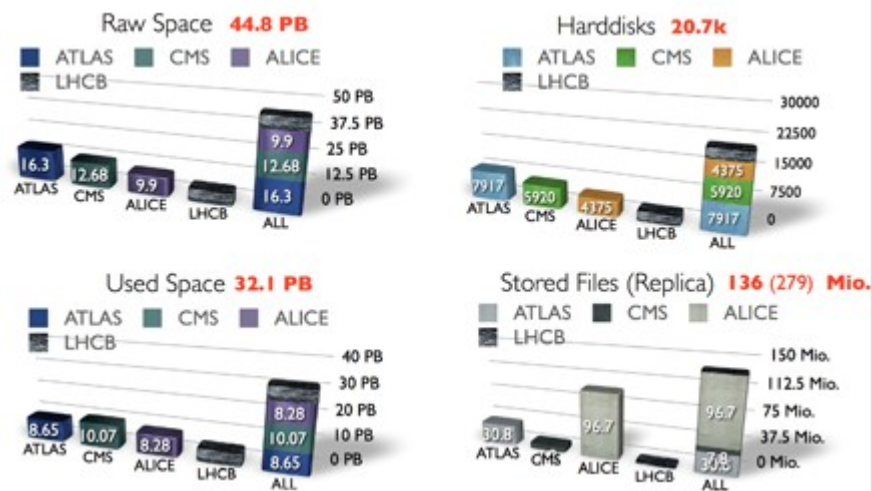 Raw Space 44.8 PB
ATLAS CMS ALICE
LHCB
50 PB
37.5 PB
25 PB
12.5 PB
0 PB
16.3
12.68
9.9
9.9
12.68
16.3
ATLAS
CMS
ALICE
LHCB
ALL
Harddisks 20.7k
ATLAS CMS ALICE
LHCB
30000
22500
15000
7500
0
7917
5920
4375
4375
5920
7917
ATLAS
CMS
ALICE
LHCB
ALL
Used Space 32.1 PB
ATLAS CMS ALICE
LHCB
40 PB
30 PB
20 PB
10 PB
0 PB
8.65
10.07
8.28
8.28
10.07
8.65
ATLAS
CMS
ALICE
LHCB
ALL
Stored Files (Replica) 136 (279) Mio.
ATLAS CMS ALICE
LHCB
150 Mio.
112.5 Mio.
75 Mio.
37.5 Mio.
0 Mio.
30.8
96.7
96.7
7.8
30.8
ATLAS
CMS
ALICE
LHCB
ALL